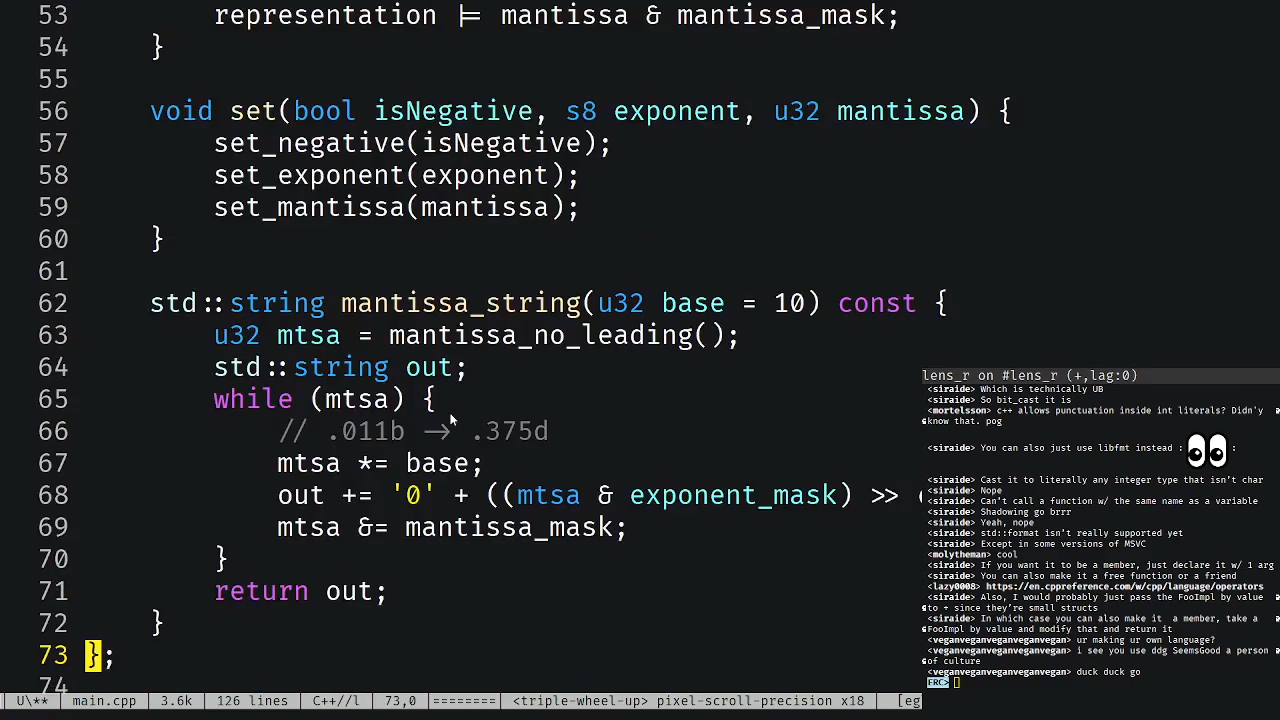 53 representation |= mantissa & mantissa_mask;
54 }
55
56 void set(bool isNegative, s8 exponent, u32 mantissa) {
57 set_negative(isNegative);
58 set_exponent(exponent);
59 set_mantissa(mantissa);
60 }
61
62 std::string mantissa_string(u32 base = 10) const {
63 u32 mtsa = mantissa_no_leading();
64 std::string out;
65 while (mtsa) {
66 // .011b -> .375d
67 mtsa *= base;
68 out += '0' + ((mtsa & exponent_mask) >>
69 mtsa &= mantissa_mask;
70 }
71 return out;
72 }
73 };
74
lens_r on #lens_r (+,lag:0)
<siraide> Which is technically UB
<siraide> So bit_cast it is
<mortelsson> c++ allows punctuation inside int literals? Didn'y
know that. pog
<siraide> You can also just use libfmt instead : 👀 :
<siraide> Cast it to literally any integer type that isn't char
<siraide> Nope
<siraide> Can't call a function w/ the same name as a variable
<siraide> Shadowing go brrr
<siraide> Yeah, nope
<siraide> std::format isn't really supported yet
<siraide> Except in some versions of MSVC
<molytheman> cool
<siraide> If you want it to be a member, just declare it w/ 1 arg
<siraide> You can also make it a free function or a friend
<lazy0008> https://en.cppreference.com/w/cpp/language/operators
<siraide> Also, I would probably just pass the FooImpl by value
to + since they're small structs
<siraide> In which case you can also make it a member, take a
FooImpl by value and modify that and return it
<veganveganveganveganvegan> ur making ur own language?
<veganveganveganveganvegan> i see you use ddg SeemsGood a person
of culture
<veganveganveganveganvegan> duck duck go
ERC>
U\** main.cpp 3.6k 126 lines C++//l 73,0 ======== <triple-wheel-up> pixel-scroll-precision x18 [eg